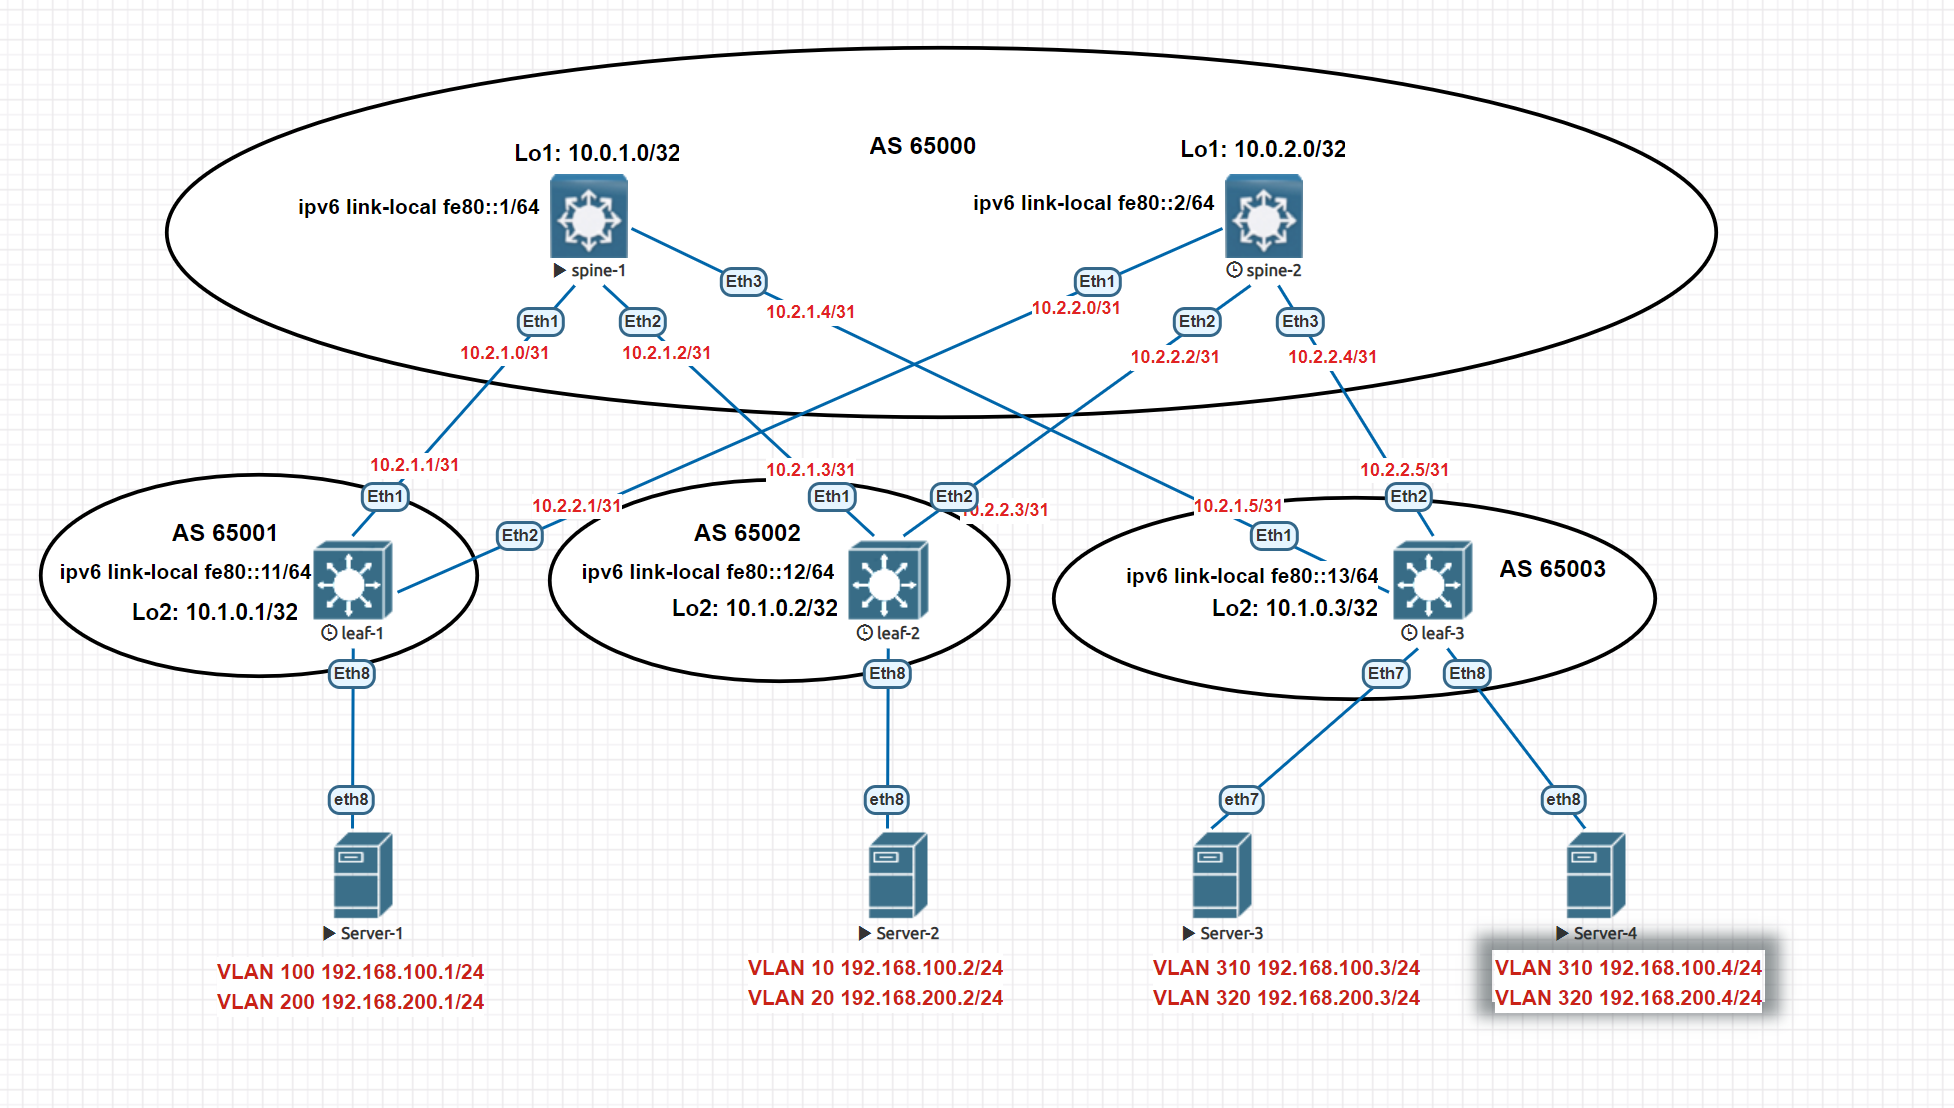 AS 65000
Lo1: 10.0.1.0/32
Lo1: 10.0.2.0/32
ipv6 link-local fe80::1/64
ipv6 link-local fe80::2/64
spine-1
spine-2
Eth3
Eth1
10.2.1.4/31
10.2.2.0/31
Eth1
Eth2
Eth2
Eth3
10.2.1.0/31
10.2.1.2/31
10.2.2.2/31
10.2.2.4/31
10.2.1.1/31
10.2.1.3/31
10.2.2.5/31
Eth1
Eth1
Eth2
Eth2
10.2.2.1/31
.2.2.3/31
10.2.1.5/31
Eth2
Eth1
AS 65001
AS 65002
AS 65003
ipv6 link-local fe80::11/64
ipv6 link-local fe80::12/64
ipv6 link-local fe80::13/64
Lo2: 10.1.0.1/32
Lo2: 10.1.0.2/32
Lo2: 10.1.0.3/32
leaf-1
leaf-2
leaf-3
Eth8
Eth8
Eth7
Eth8
eth8
eth8
eth7
eth8
Server-1
Server-2
Server-3
Server-4
VLAN 100 192.168.100.1/24
VLAN 200 192.168.200.1/24
VLAN 10 192.168.100.2/24
VLAN 20 192.168.200.2/24
VLAN 310 192.168.100.3/24
VLAN 320 192.168.200.3/24
VLAN 310 192.168.100.4/24
VLAN 320 192.168.200.4/24